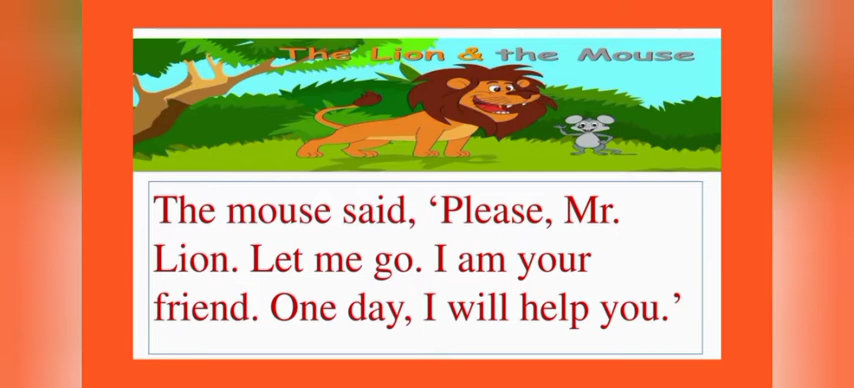 The Lion & the Mouse
The mouse said, ‘Please, Mr.
Lion. Let me go. I am your
friend. One day, I will help you.’